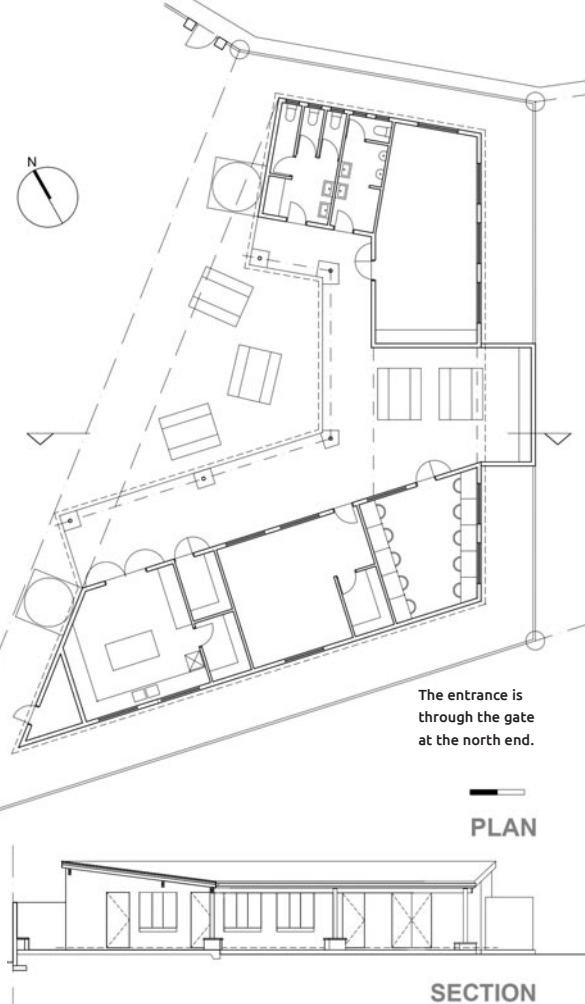 N
The entrance is
through the gate
at the north end.
PLAN
SECTION